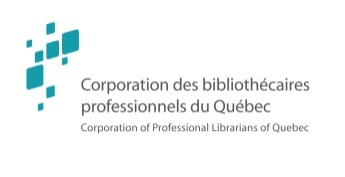 Corporation des bibliothécaires
professionnels du Québec
Corporation of Professional Librarians of Quebec